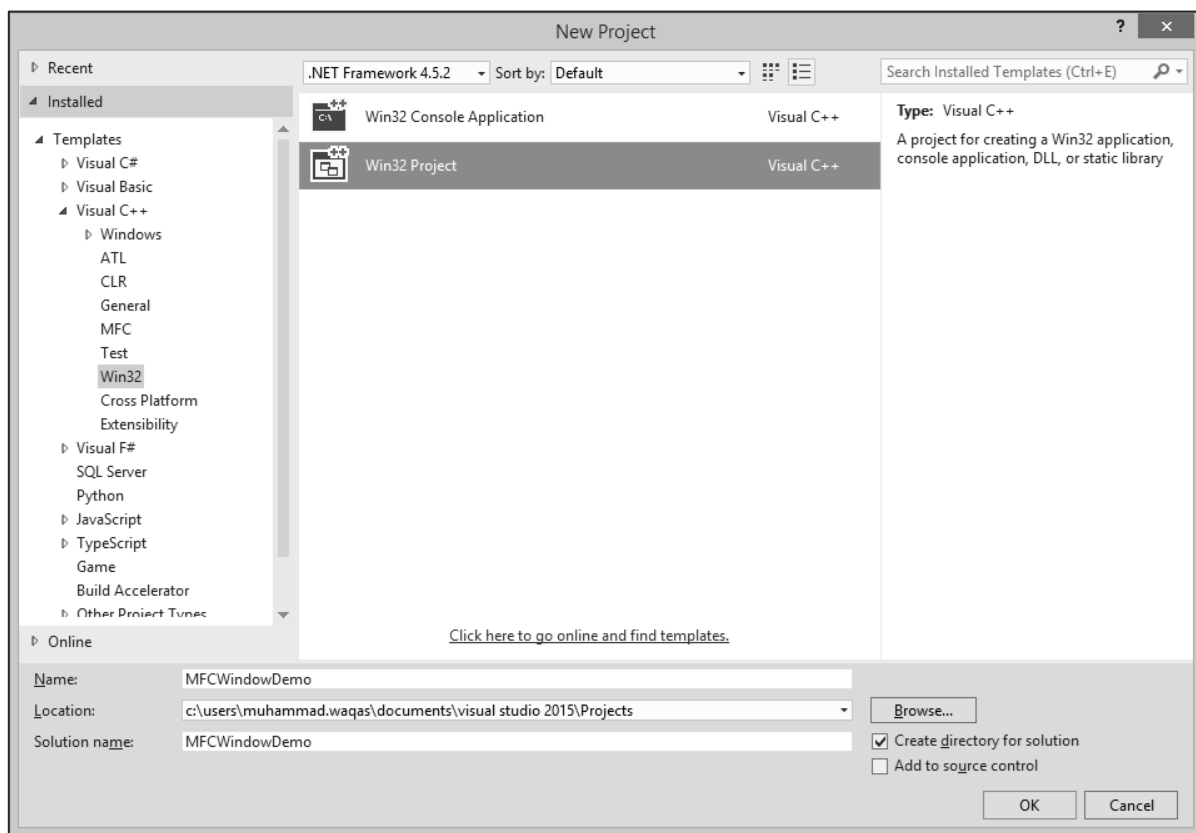 New Project
?
Recent
Installed
Templates
Visual C#
Visual Basic
Visual C++
Windows
ATL
CLR
General
MFC
Test
Win32
Cross Platform
Extensibility
Visual F#
SQL Server
Python
JavaScript
TypeScript
Game
Build Accelerator
Other Project Types
Online
.NET Framework 4.5.2
Sort by: Default
Win32 Console Application Visual C++
Win32 Project Visual C++
Click here to go online and find templates.
Search Installed Templates (Ctrl+E)
Type: Visual C++
A project for creating a Win32 application,
console application, DLL, or static library
Name: MFCWindowDemo
Location: c:\users\muhammad.waqas\documents\visual studio 2015\Projects
Browse...
Solution name: MFCWindowDemo
Create directory for solution
Add to source control
OK Cancel